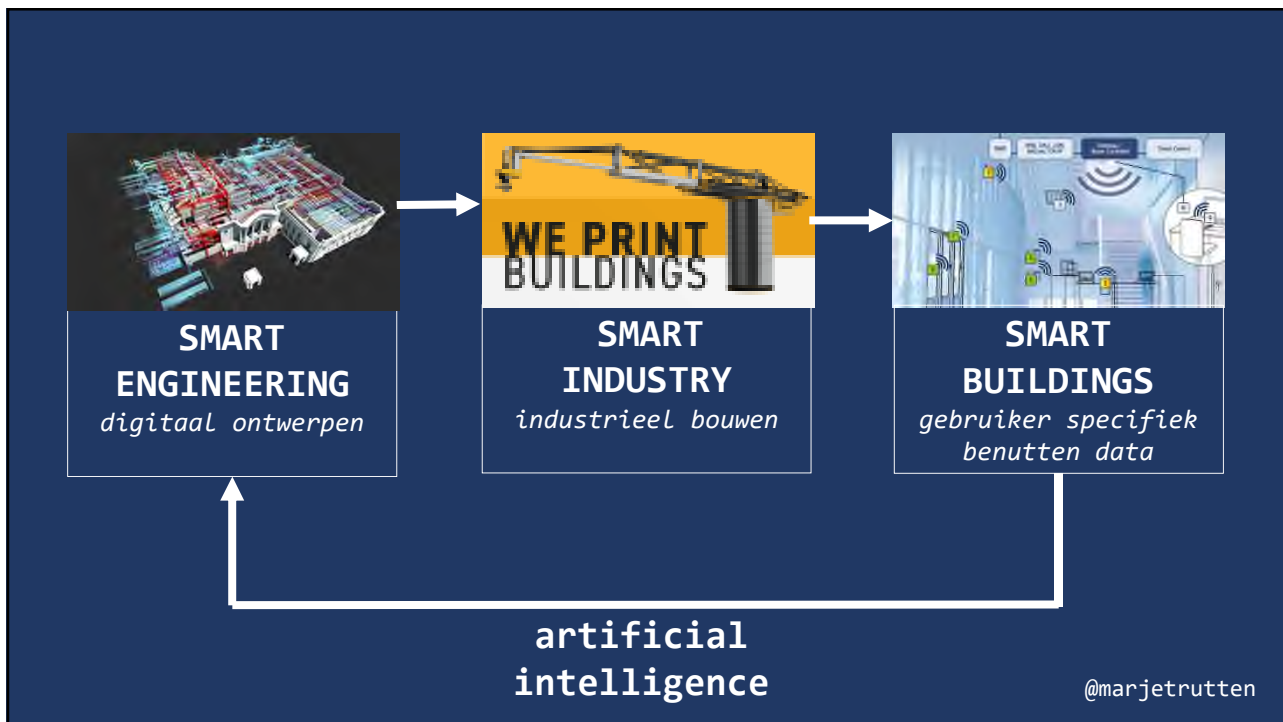 WE PRINT
BUILDINGS
SMART
ENGINEERING
digitaal ontwerpen
SMART
INDUSTRY
industrieel bouwen
SMART
BUILDINGS
gebruiker specifiek
benutten data
artificial
intelligence
@marjetrutten